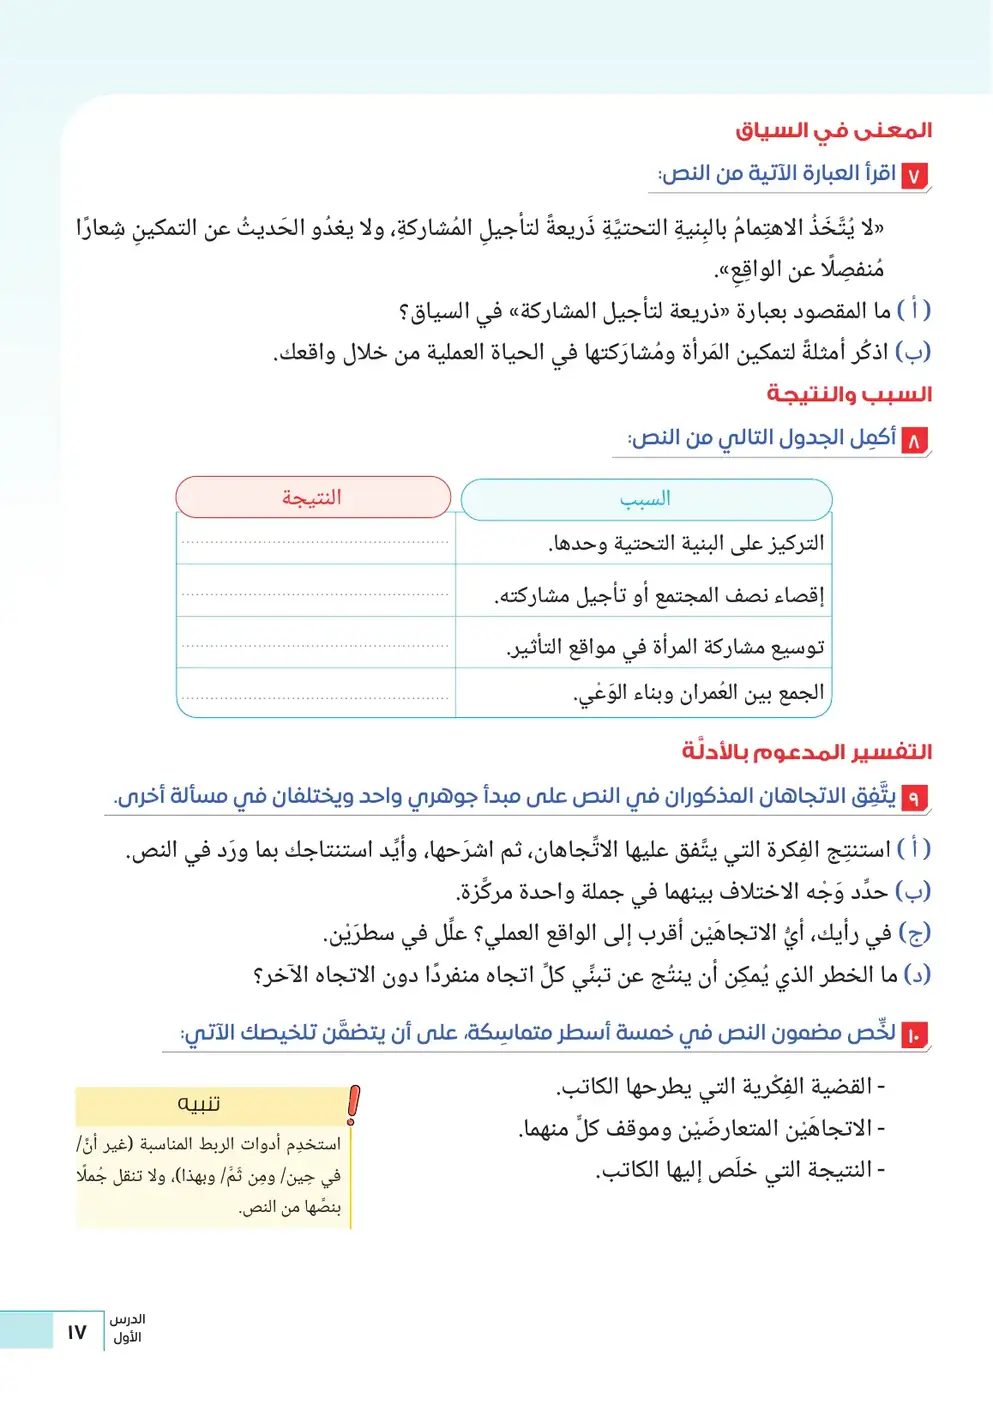 المعنى في السياق
٧ اقرأ العبارة الآتية من النص:
«لا يُتَّخَذُ الاهتِمامُ بالبِنيةِ التحتيَّةِ ذَريعةً لتأجيلِ المُشاركةِ، ولا يغدُو الحَديثُ عن التمكينِ شِعارًا
مُنفصِلًا عن الواقِعِ».
(أ) ما المقصود بعبارة «ذريعة لتأجيل المشاركة» في السياق؟
(ب) اذكُر أمثلةً لتمكين المَرأة ومُشارَكتها في الحياة العملية من خلال واقعك.
السبب والنتيجة
٨ أكمِل الجدول التالي من النص:
السبب النتيجة
التركيز على البنية التحتية وحدها.
إقصاء نصف المجتمع أو تأجيل مشاركته.
توسيع مشاركة المرأة في مواقع التأثير.
الجمع بين العُمران وبناء الوَعْي.
التفسير المدعوم بالأدلَّة
٩ يتَّفِق الاتجاهان المذكوران في النص على مبدأ جوهري واحد ويختلفان في مسألة أخرى.
(أ) استنتِج الفِكرة التي يتَّفق عليها الاتِّجاهان، ثم اشرَحها، وأيِّد استنتاجك بما ورَد في النص.
(ب) حدِّد وَجْه الاختلاف بينهما في جملة واحدة مركَّزة.
(ج) في رأيك، أيُّ الاتجاهَيْن أقرب إلى الواقع العملي؟ علِّل في سطرَيْن.
(د) ما الخطر الذي يُمكِن أن ينتُج عن تبنِّي كلِّ اتجاه منفردًا دون الاتجاه الآخر؟
١٠ لخِّص مضمون النص في خمسة أسطر متماسِكة، على أن يتضمَّن تلخيصك الآتي:
- القضية الفِكْرية التي يطرحها الكاتب.
- الاتجاهَيْن المتعارضَيْن وموقف كلٍّ منهما.
- النتيجة التي خلَص إليها الكاتب.
تنبيه
استخدِم أدوات الربط المناسبة (غير أنَّ/
في حِين/ ومِن ثَمَّ/ وبهذا)، ولا تنقل جُملًا
بنصِّها من النص.
الدرس
الأول
١٧